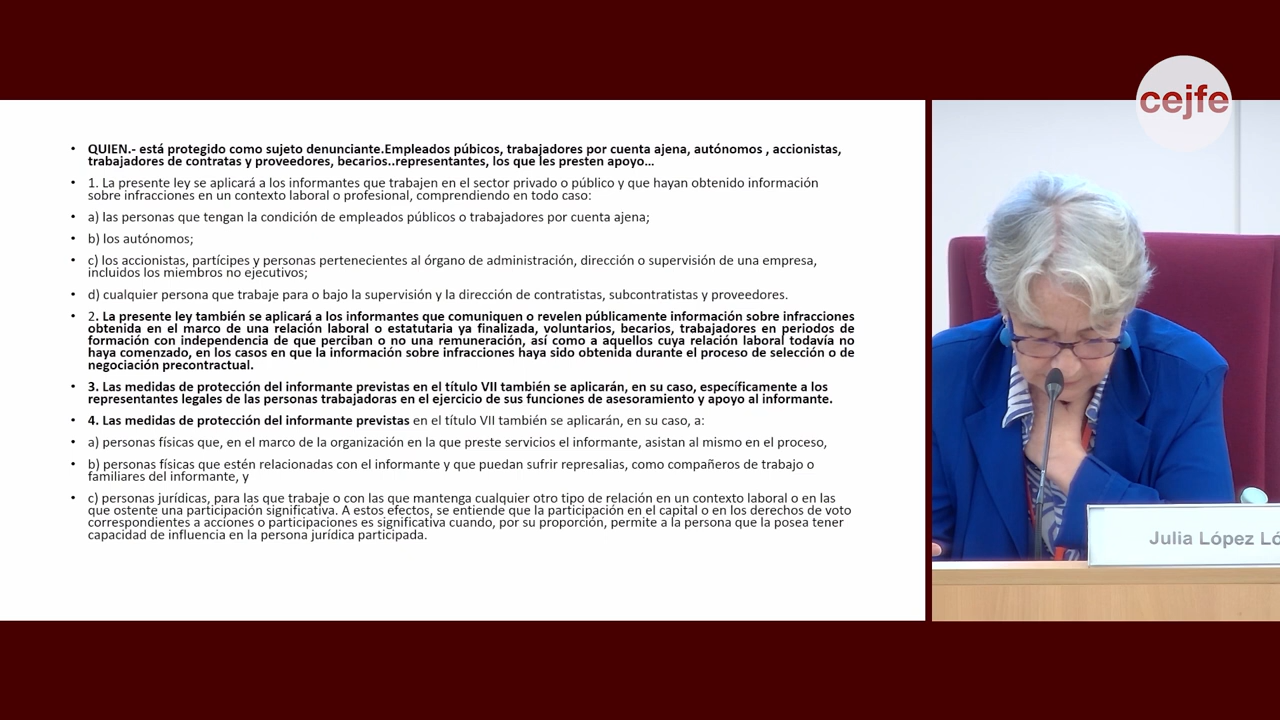 cejfe
• QUIEN.- está protegido como sujeto denunciante.Empleados púbicos, trabajadores por cuenta ajena, autónomos , accionistas,
trabajadores de contratas y proveedores, becarios..representantes, los que les presten apoyo...
• 1. La presente ley se aplicará a los informantes que trabajen en el sector privado o público y que hayan obtenido información
sobre infracciones en un contexto laboral o profesional, comprendiendo en todo caso:
• a) las personas que tengan la condición de empleados públicos o trabajadores por cuenta ajena;
• b) los autónomos;
• c) los accionistas, partícipes y personas pertenecientes al órgano de administración, dirección o supervisión de una empresa,
incluidos los miembros no ejecutivos;
• d) cualquier persona que trabaje para o bajo la supervisión y la dirección de contratistas, subcontratistas y proveedores.
• 2. La presente ley también se aplicará a los informantes que comuniquen o revelen públicamente información sobre infracciones
obtenida en el marco de una relación laboral o estatutaria ya finalizada, voluntarios, becarios, trabajadores en periodos de
formación con independencia de que perciban o no una remuneración, así como a aquellos cuya relación laboral todavía no
haya comenzado, en los casos en que la información sobre infracciones haya sido obtenida durante el proceso de selección o de
negociación precontractual.
• 3. Las medidas de protección del informante previstas en el título VII también se aplicarán, en su caso, específicamente a los
representantes legales de las personas trabajadoras en el ejercicio de sus funciones de asesoramiento y apoyo al informante.
• 4. Las medidas de protección del informante previstas en el título VII también se aplicarán, en su caso, a:
• a) personas físicas que, en el marco de la organización en la que preste servicios el informante, asistan al mismo en el proceso,
• b) personas físicas que estén relacionadas con el informante y que puedan sufrir represalias, como compañeros de trabajo o
familiares del informante, y
• c) personas jurídicas, para las que trabaje o con las que mantenga cualquier otro tipo de relación en un contexto laboral o en las
que ostente una participación significativa. A estos efectos, se entiende que la participación en el capital o en los derechos de voto
correspondientes a acciones o participaciones es significativa cuando, por su proporción, permite a la persona que la posea tener
capacidad de influencia en la persona jurídica participada.
Julia López Ló